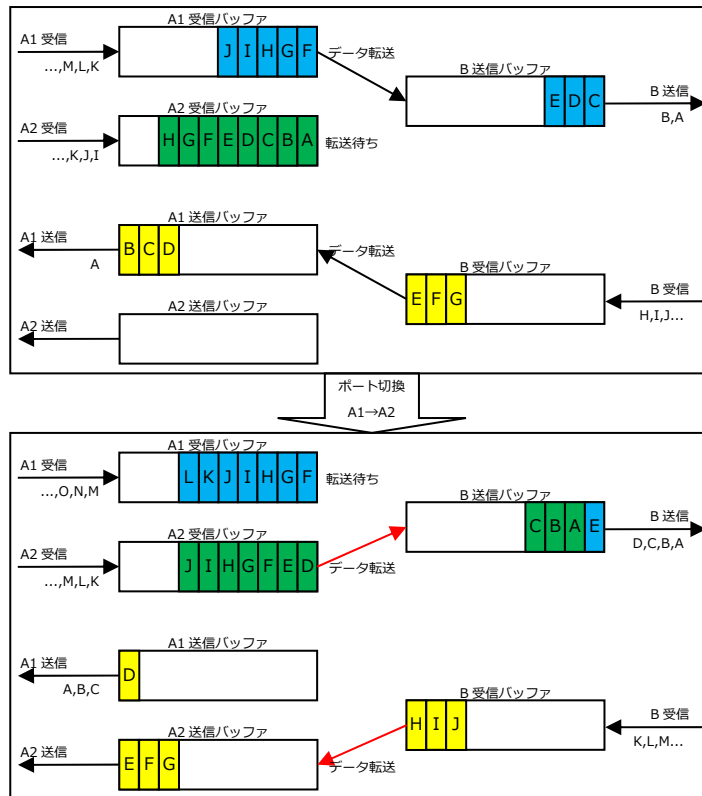 A1 受信バッファ
A1 受信
...,M,L,K
J I H G F
データ転送
B 送信バッファ
E D C
B 送信
B,A
A2 受信バッファ
A2 受信
...,K,J,I
H G F E D C B A
転送待ち
A1 送信バッファ
A1 送信
A
B C D
データ転送
B 受信バッファ
E F G
B 受信
H,I,J...
A2 送信バッファ
A2 送信
ポート切換
A1→A2
A1 受信バッファ
A1 受信
...,O,N,M
L K J I H G F
転送待ち
B 送信バッファ
C B A E
B 送信
D,C,B,A
A2 受信バッファ
A2 受信
...,M,L,K
J I H G F E D
データ転送
A1 送信バッファ
A1 送信
A,B,C
D
B 受信バッファ
H I J
B 受信
K,L,M...
A2 送信バッファ
A2 送信
E F G
データ転送